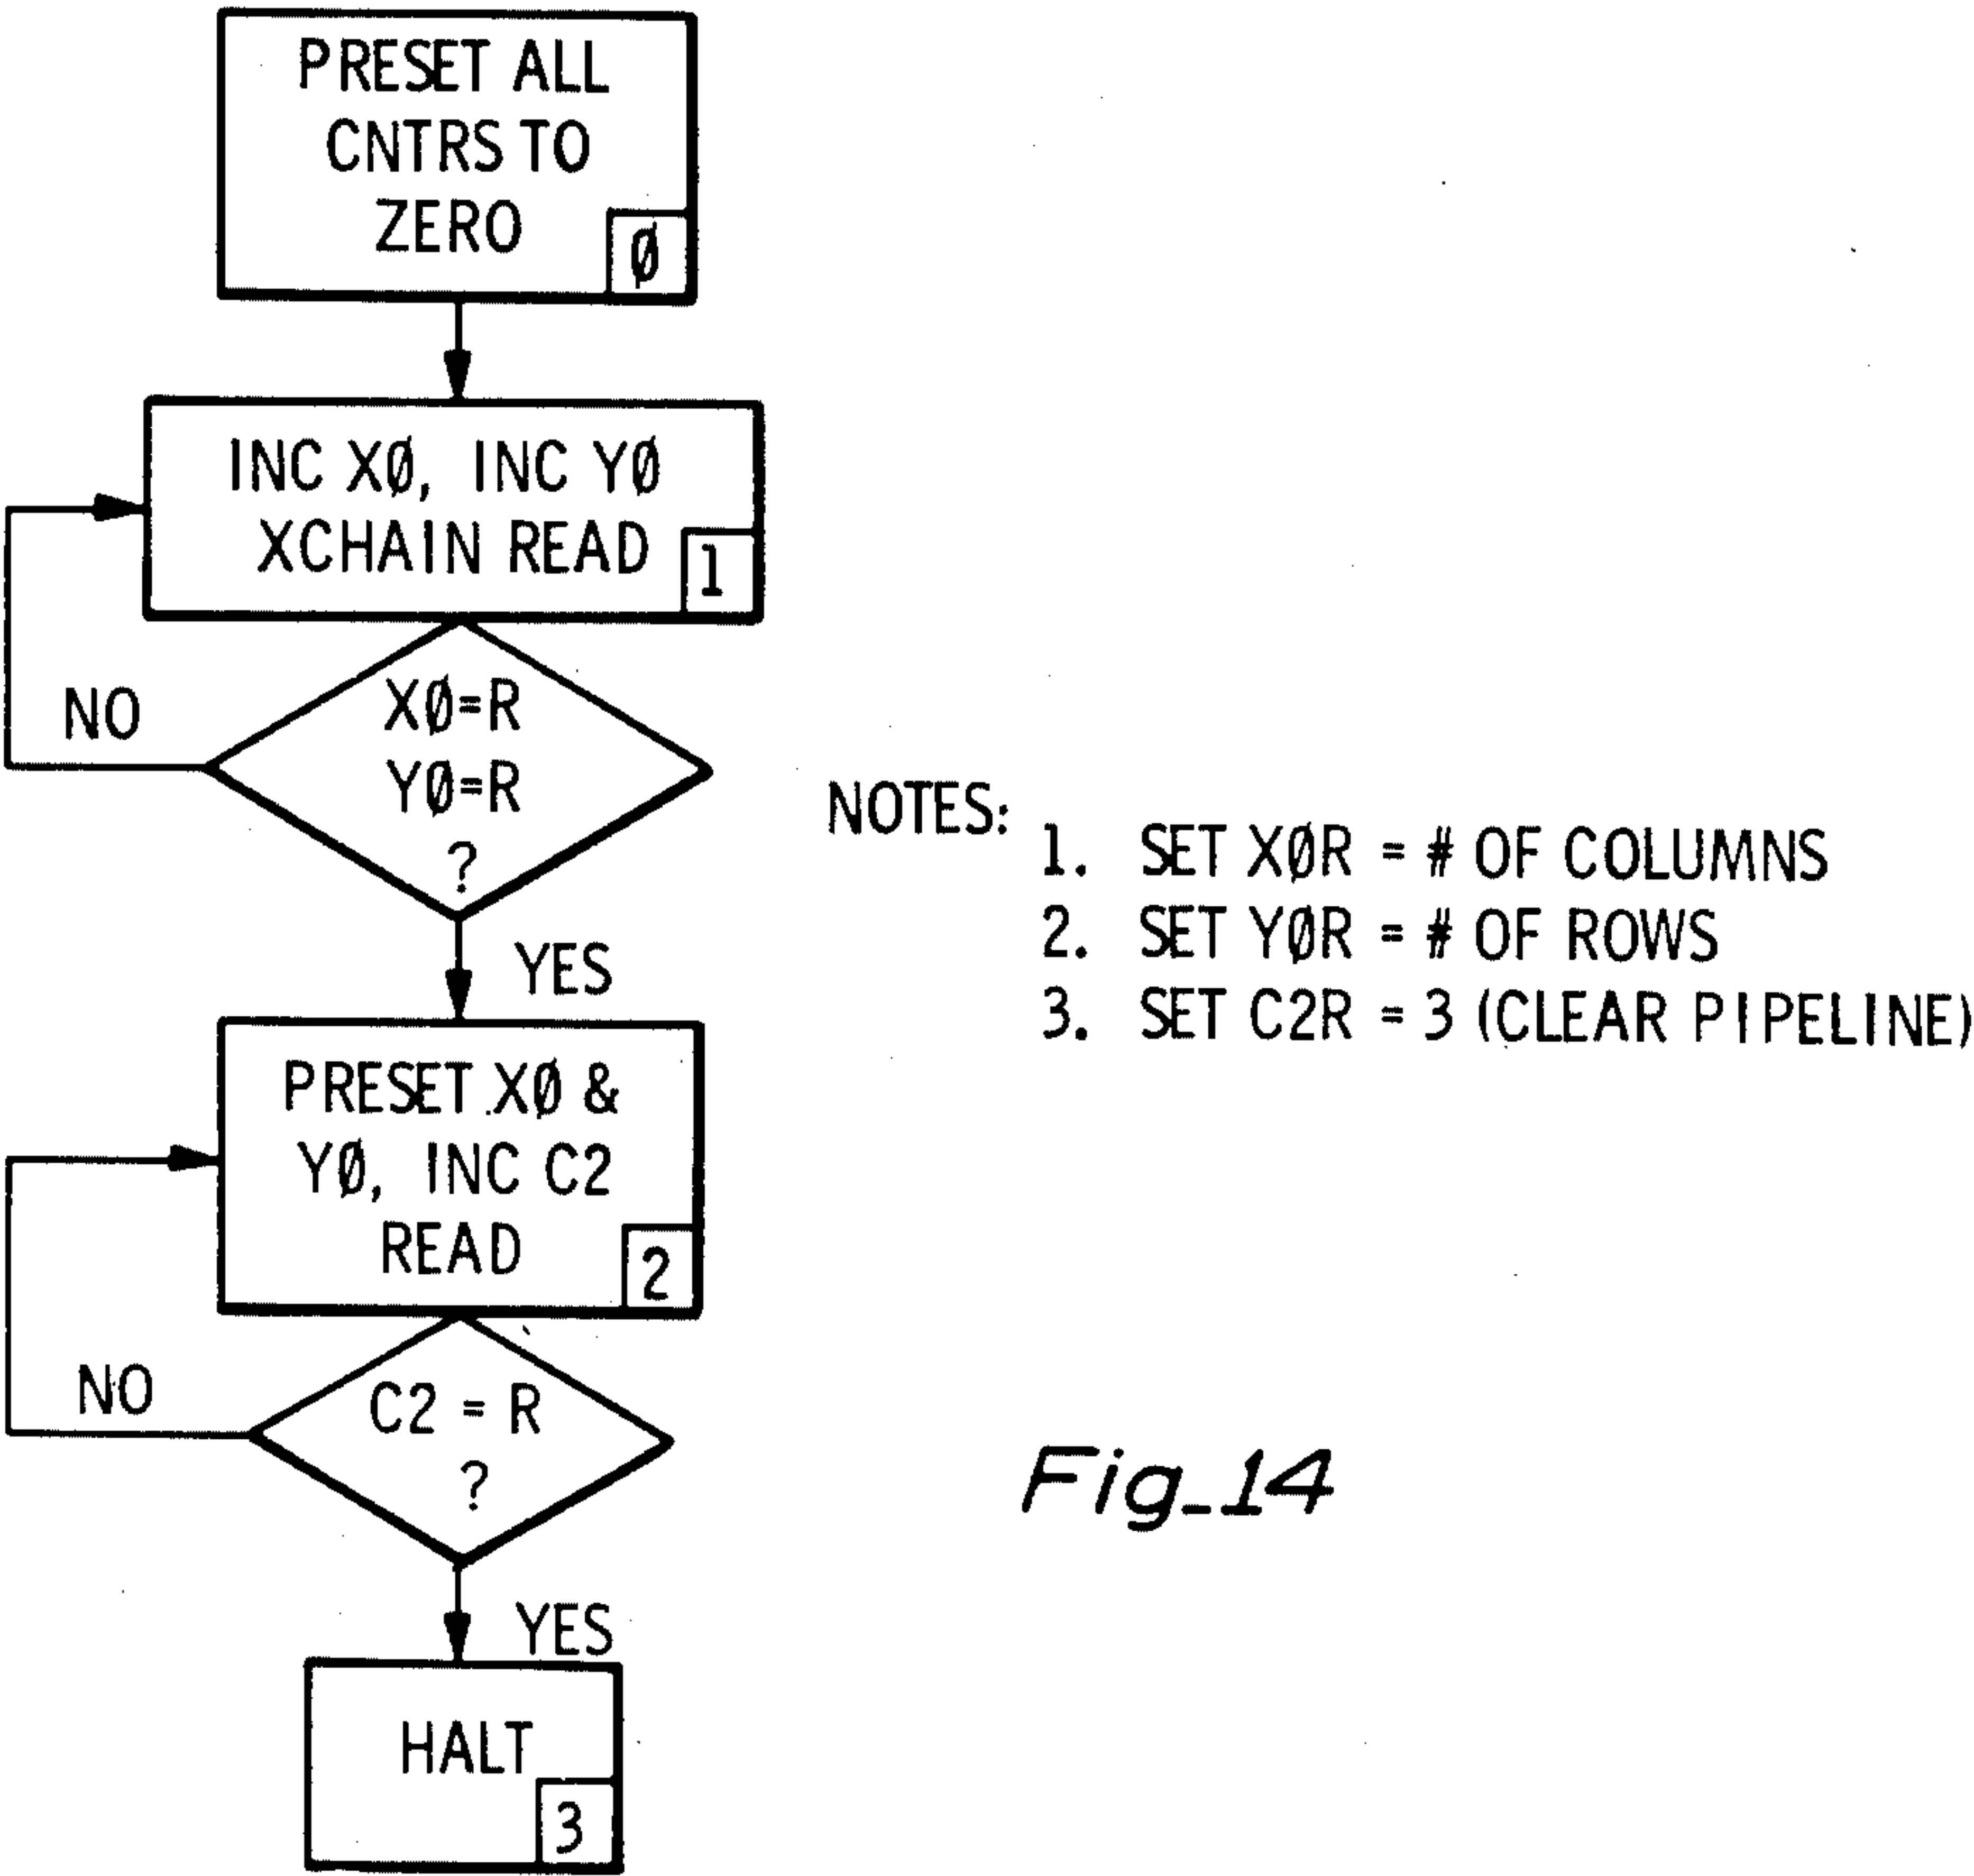 PRESET ALL
CNTRS TO
ZERO
Ø
INC XØ, INC YØ
XCHAIN READ
1
NO
XØ=R
YØ=R
?
YES
NOTES:
1. SET XØR = # OF COLUMNS
2. SET YØR = # OF ROWS
3. SET C2R = 3 (CLEAR PIPELINE)
PRESET XØ &
YØ, INC C2
READ
2
NO
C2 = R
?
YES
HALT
3
Fig_14